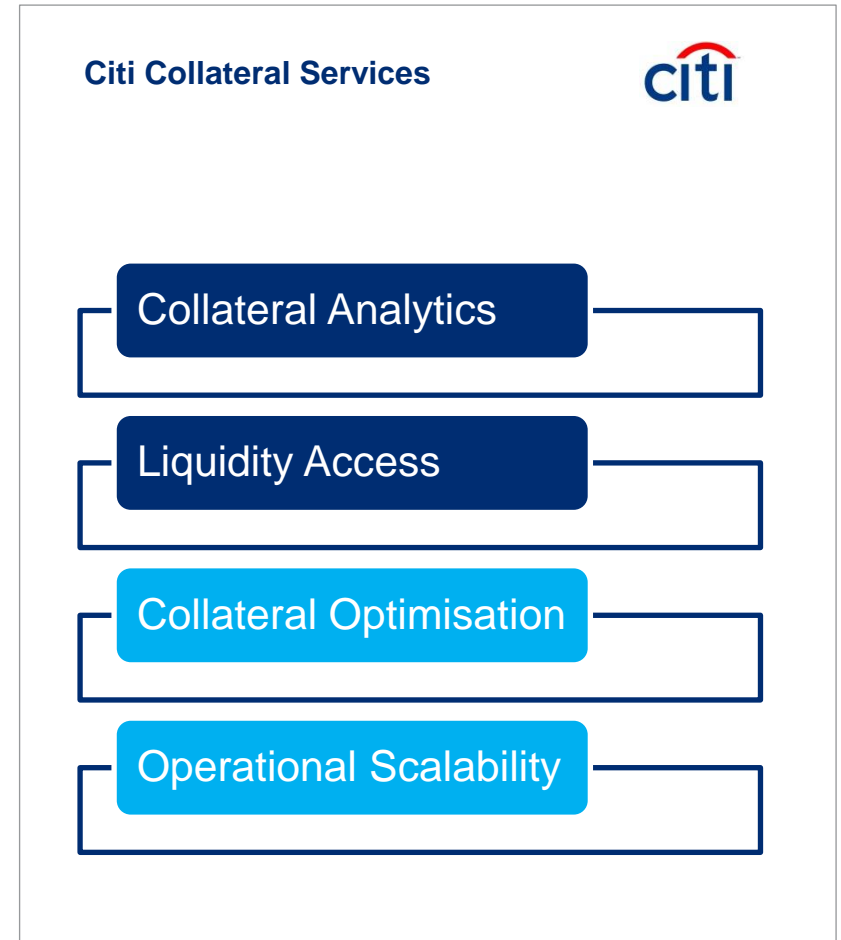 Citi Collateral Services
citi
Collateral Analytics
Liquidity Access
Collateral Optimisation
Operational Scalability